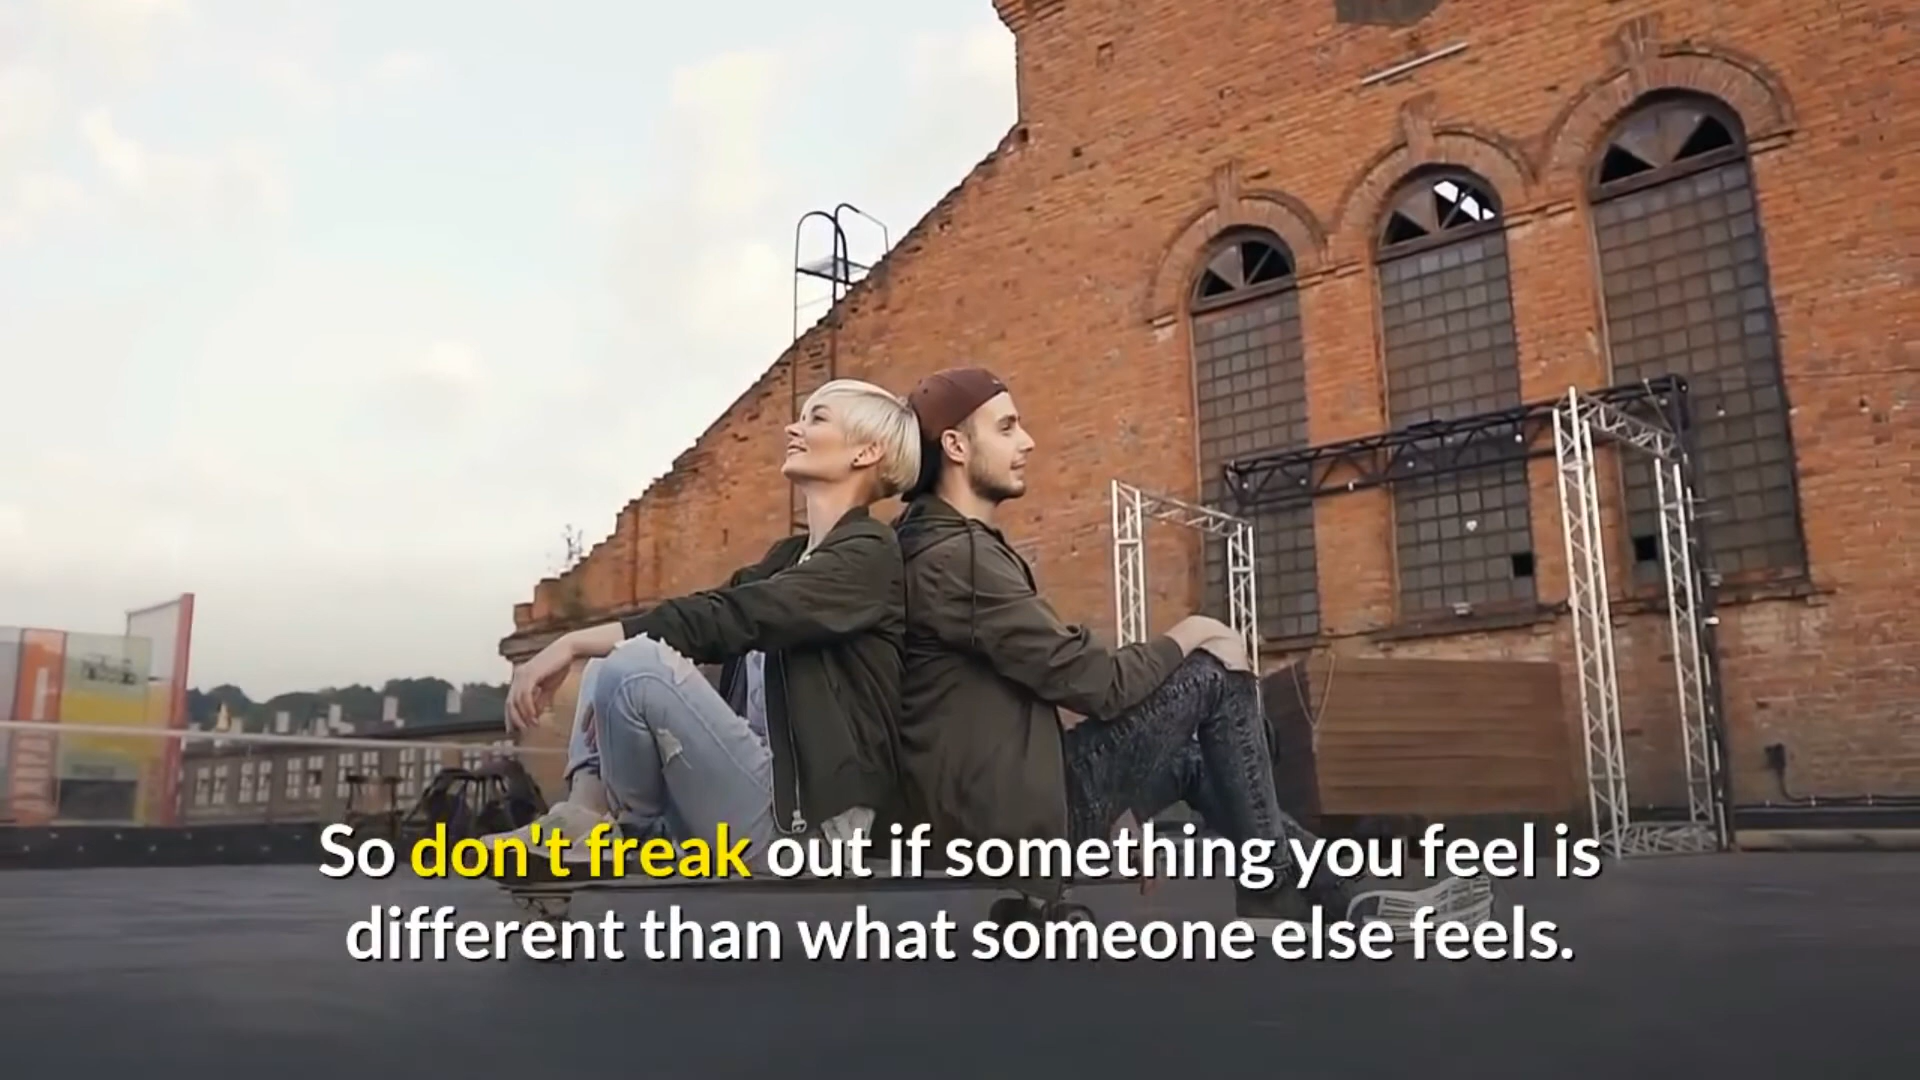 So don't freak out if something you feel is
different than what someone else feels.